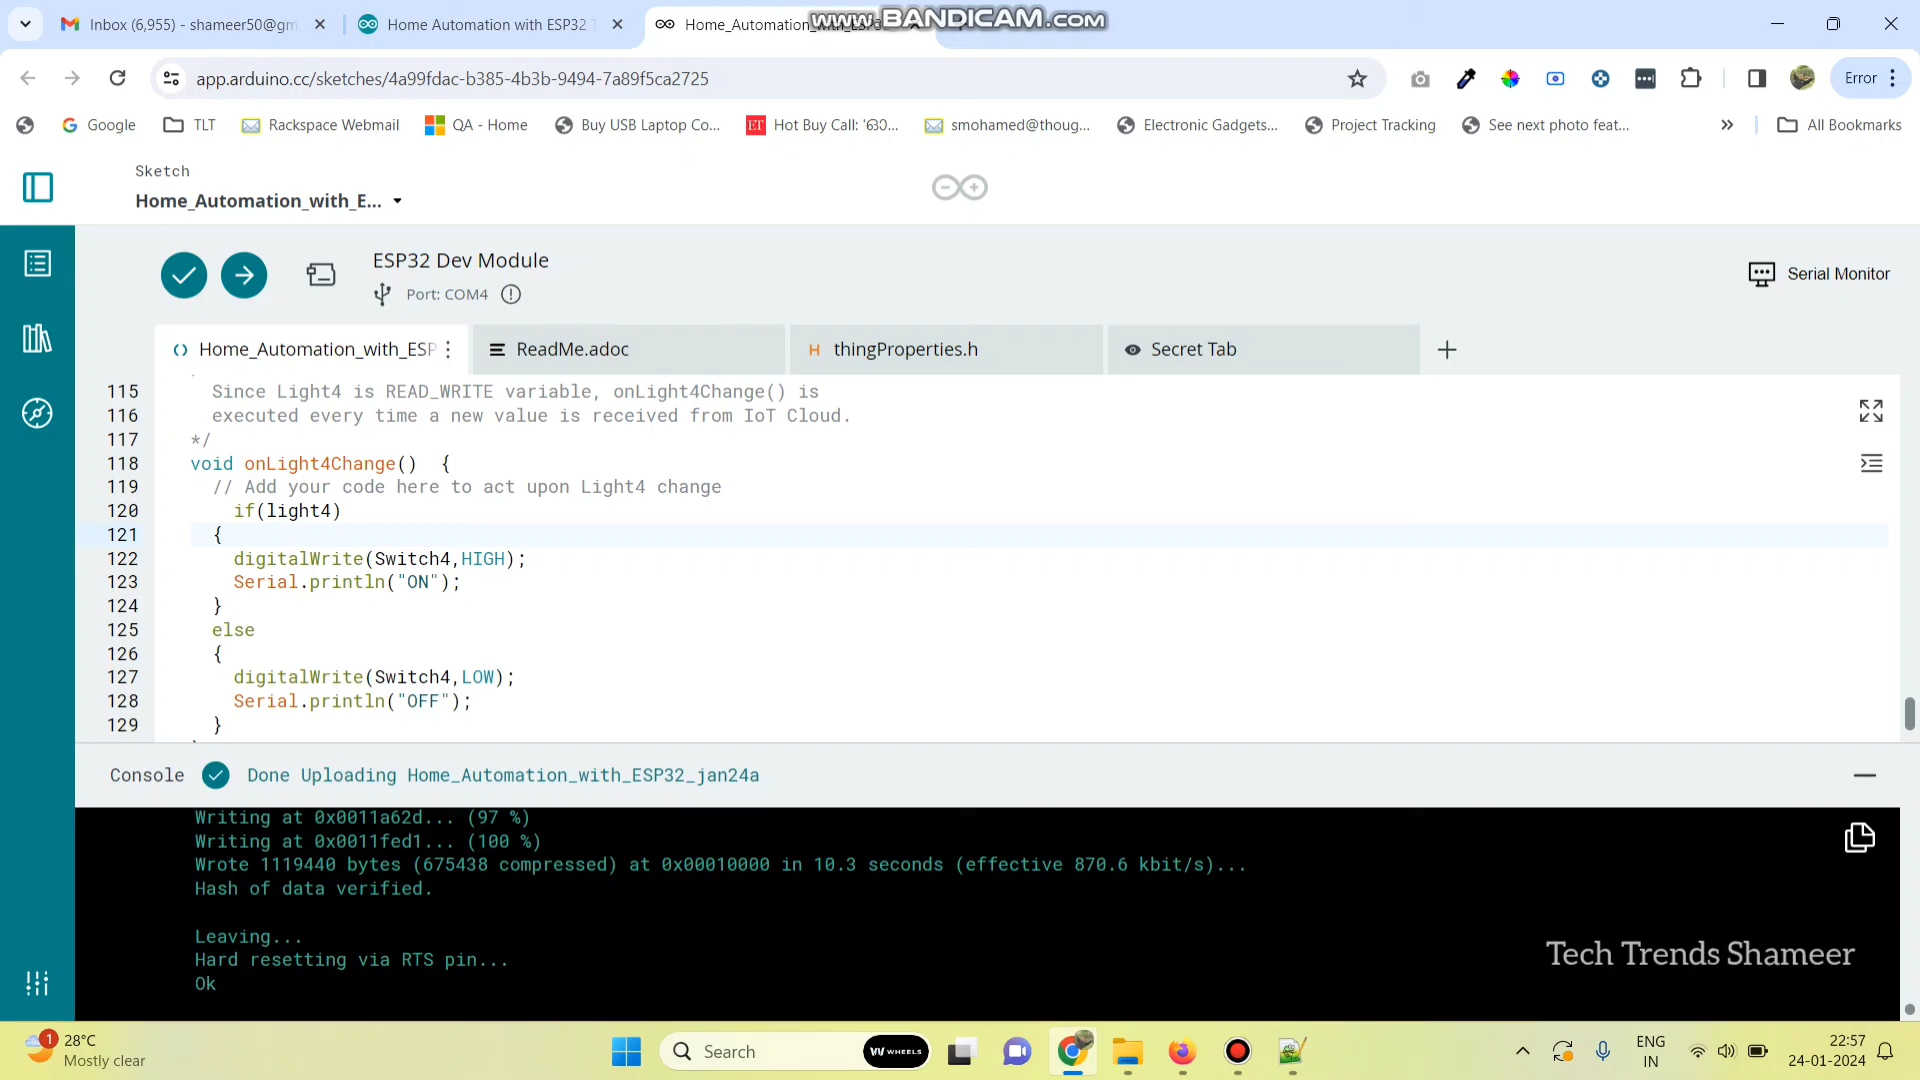 Inbox (6,955) - shameer50@gm
Home Automation with ESP32 T
Home_Automation_with_ESP32
www.BANDICAM.com
app.arduino.cc/sketches/4a99fdac-b385-4b3b-9494-7a89f5ca2725
Error
Google
TLT
Rackspace Webmail
QA - Home
Buy USB Laptop Co...
ET
Hot Buy Call: '630...
smohamed@thoug...
Electronic Gadgets...
Project Tracking
See next photo feat...
All Bookmarks
Sketch
Home_Automation_with_E...
ESP32 Dev Module
Port: COM4
Serial Monitor
Home_Automation_with_ESP
ReadMe.adoc
H thingProperties.h
Secret Tab
115 Since Light4 is READ_WRITE variable, onLight4Change() is
116 executed every time a new value is received from IoT Cloud.
117 */
118 void onLight4Change()  {
119 // Add your code here to act upon Light4 change
120 if(light4)
121 {
122 digitalWrite(Switch4,HIGH);
123 Serial.println("ON");
124 }
125 else
126 {
127 digitalWrite(Switch4,LOW);
128 Serial.println("OFF");
129 }
Console
Done Uploading Home_Automation_with_ESP32_jan24a
Writing at 0x0011a62d... (97 %)
Writing at 0x0011fed1... (100 %)
Wrote 1119440 bytes (675438 compressed) at 0x00010000 in 10.3 seconds (effective 870.6 kbit/s)...
Hash of data verified.
Leaving...
Hard resetting via RTS pin...
Ok
Tech Trends Shameer
1
28°C
Mostly clear
Search
WHEELS
ENG
IN
22:57
24-01-2024